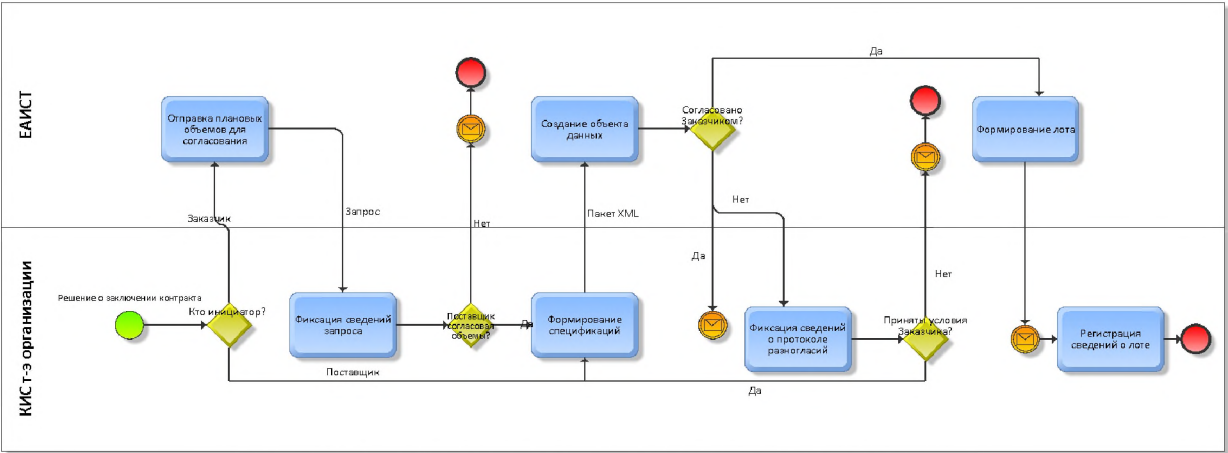 ЕАИСТ
Да
Отправка плановых
объемов для
согласования
Создание объекта
данных
Согласовано
Заказчиком?
Формирование лота
Заказчик
Запрос
Нет
Пакет XML
Нет
Да
КИС т-э организации
Решение о заключении контракта
Кто инициатор?
Фиксация сведений
запроса
Поставщик
согласовал
объемы?
Да
Формирование
спецификаций
Фиксация сведений
о протоколе
разногласий
Приняты условия
Заказчика?
Нет
Регистрация
сведений о лоте
Поставщик
Да